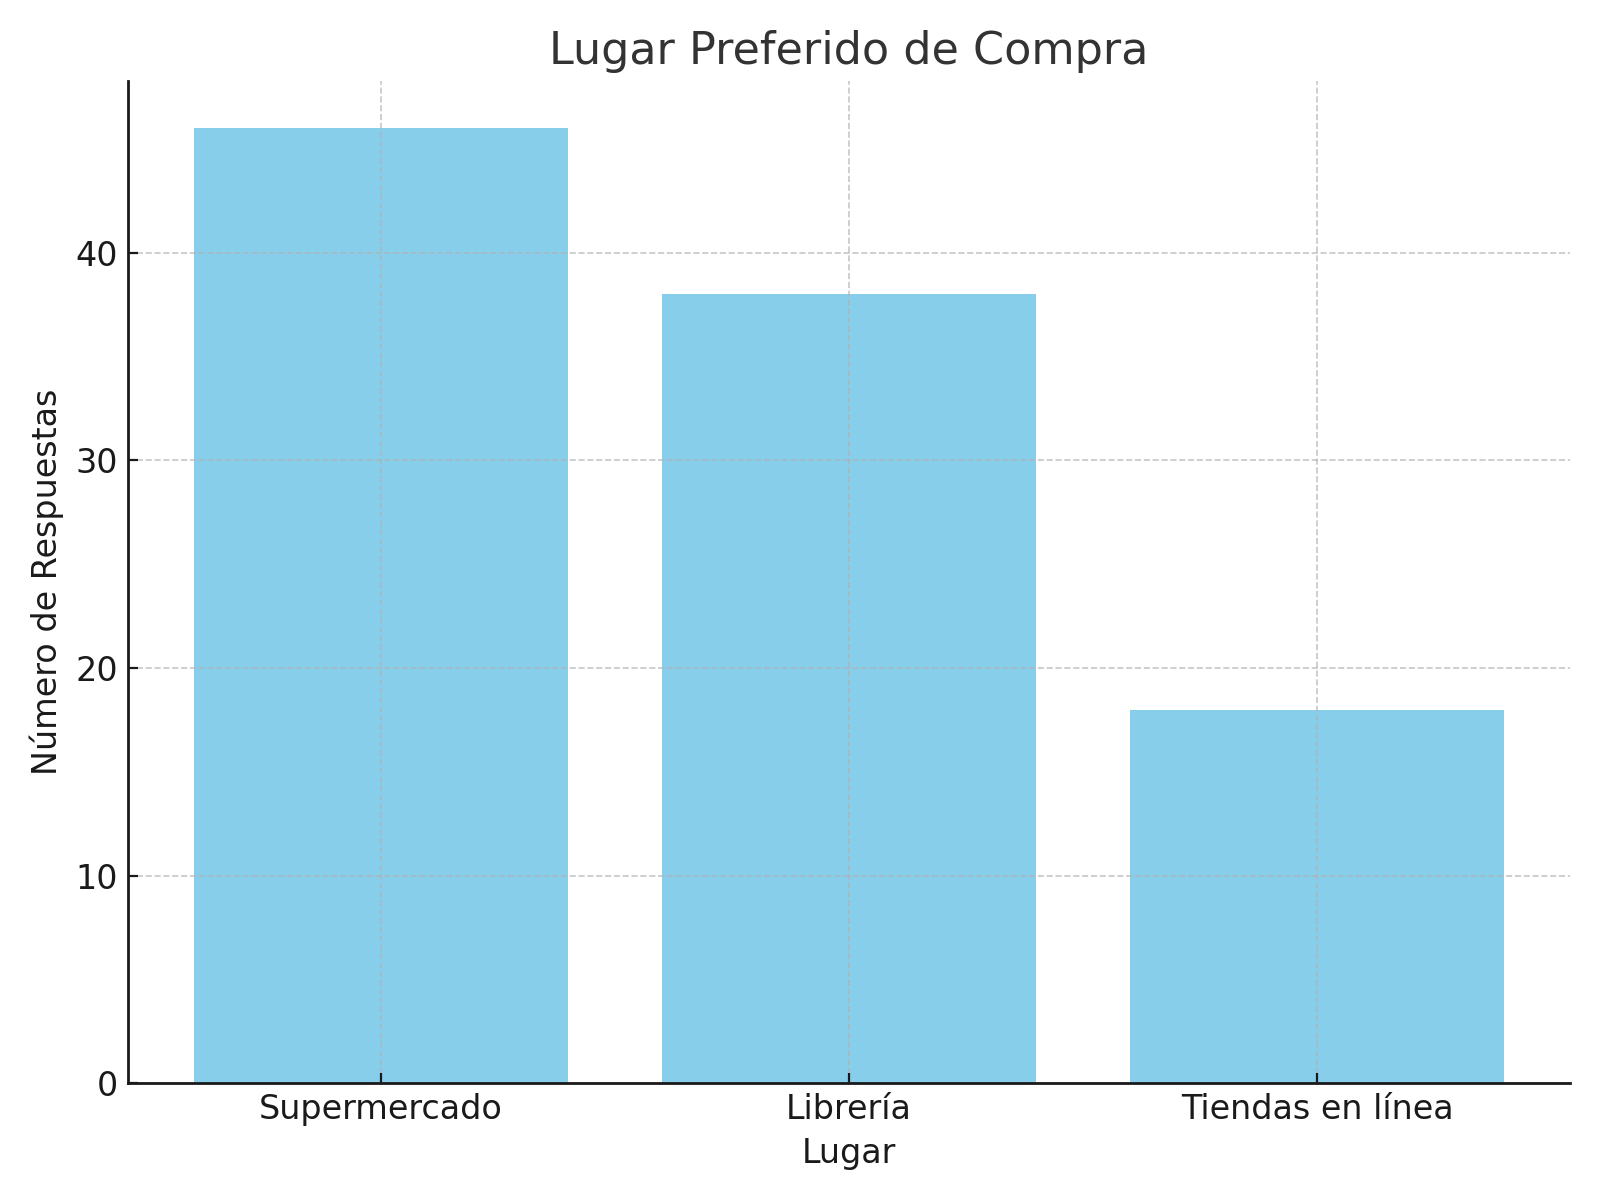 Lugar Preferido de Compra
Número de Respuestas
40
30
20
10
0
Supermercado
Librería
Tiendas en línea
Lugar